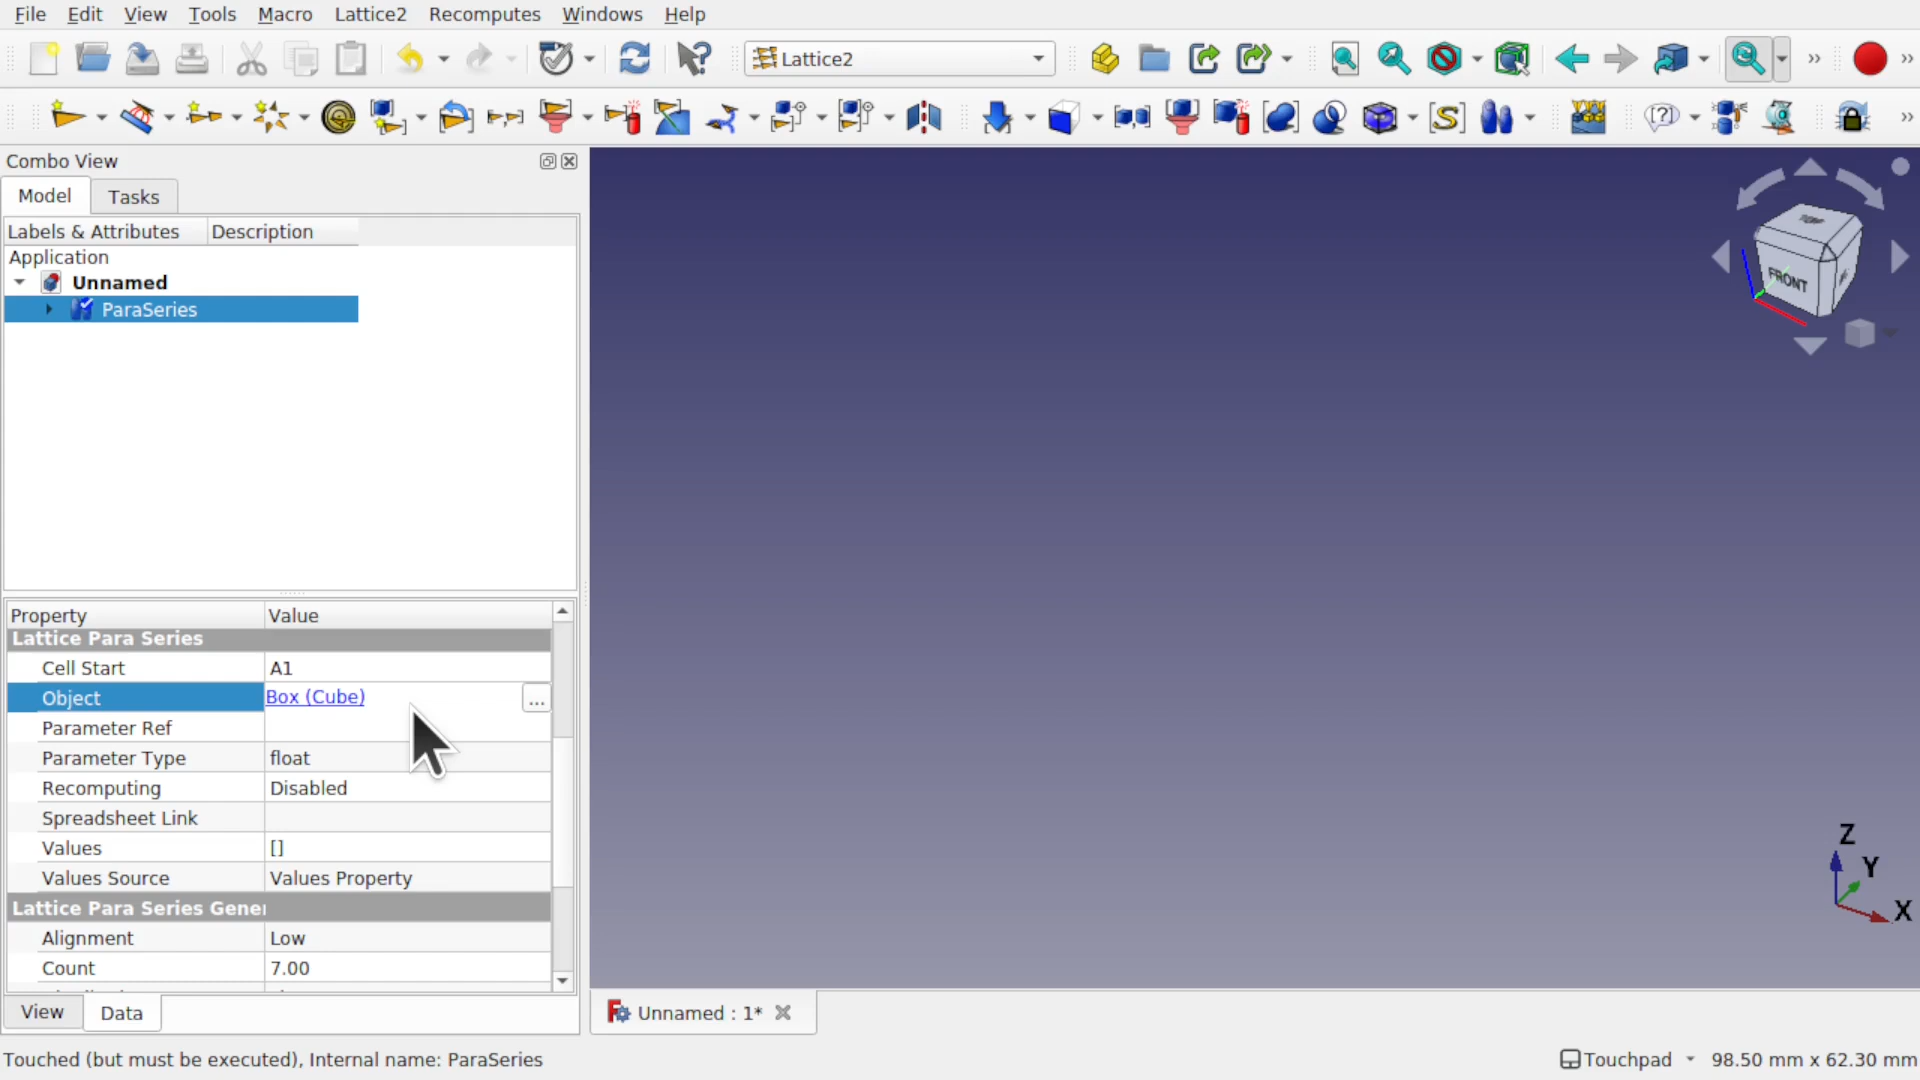 File Edit View Tools Macro Lattice2 Recomputes Windows Help
Lattice2
Combo View
Model Tasks
Labels & Attributes Description
Application
Unnamed
ParaSeries
TOP
FRONT
Property Value
Lattice Para Series
Cell Start A1
Object Box (Cube) ...
Parameter Ref
Parameter Type float
Recomputing Disabled
Spreadsheet Link
Values []
Values Source Values Property
Lattice Para Series Gener
Alignment Low
Count 7.00
Z
Y
X
View Data
Unnamed : 1*
Touched (but must be executed), Internal name: ParaSeries
Touchpad 98.50 mm x 62.30 mm